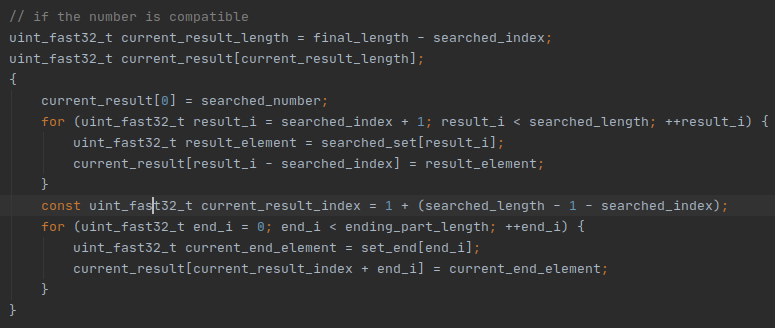 // if the number is compatible
uint_fast32_t current_result_length = final_length - searched_index;
uint_fast32_t current_result[current_result_length];
{
    current_result[0] = searched_number;
    for (uint_fast32_t result_i = searched_index + 1; result_i < searched_length; ++result_i) {
        uint_fast32_t result_element = searched_set[result_i];
        current_result[result_i - searched_index] = result_element;
    }
    const uint_fast32_t current_result_index = 1 + (searched_length - 1 - searched_index);
    for (uint_fast32_t end_i = 0; end_i < ending_part_length; ++end_i) {
        uint_fast32_t current_end_element = set_end[end_i];
        current_result[current_result_index + end_i] = current_end_element;
    }
}